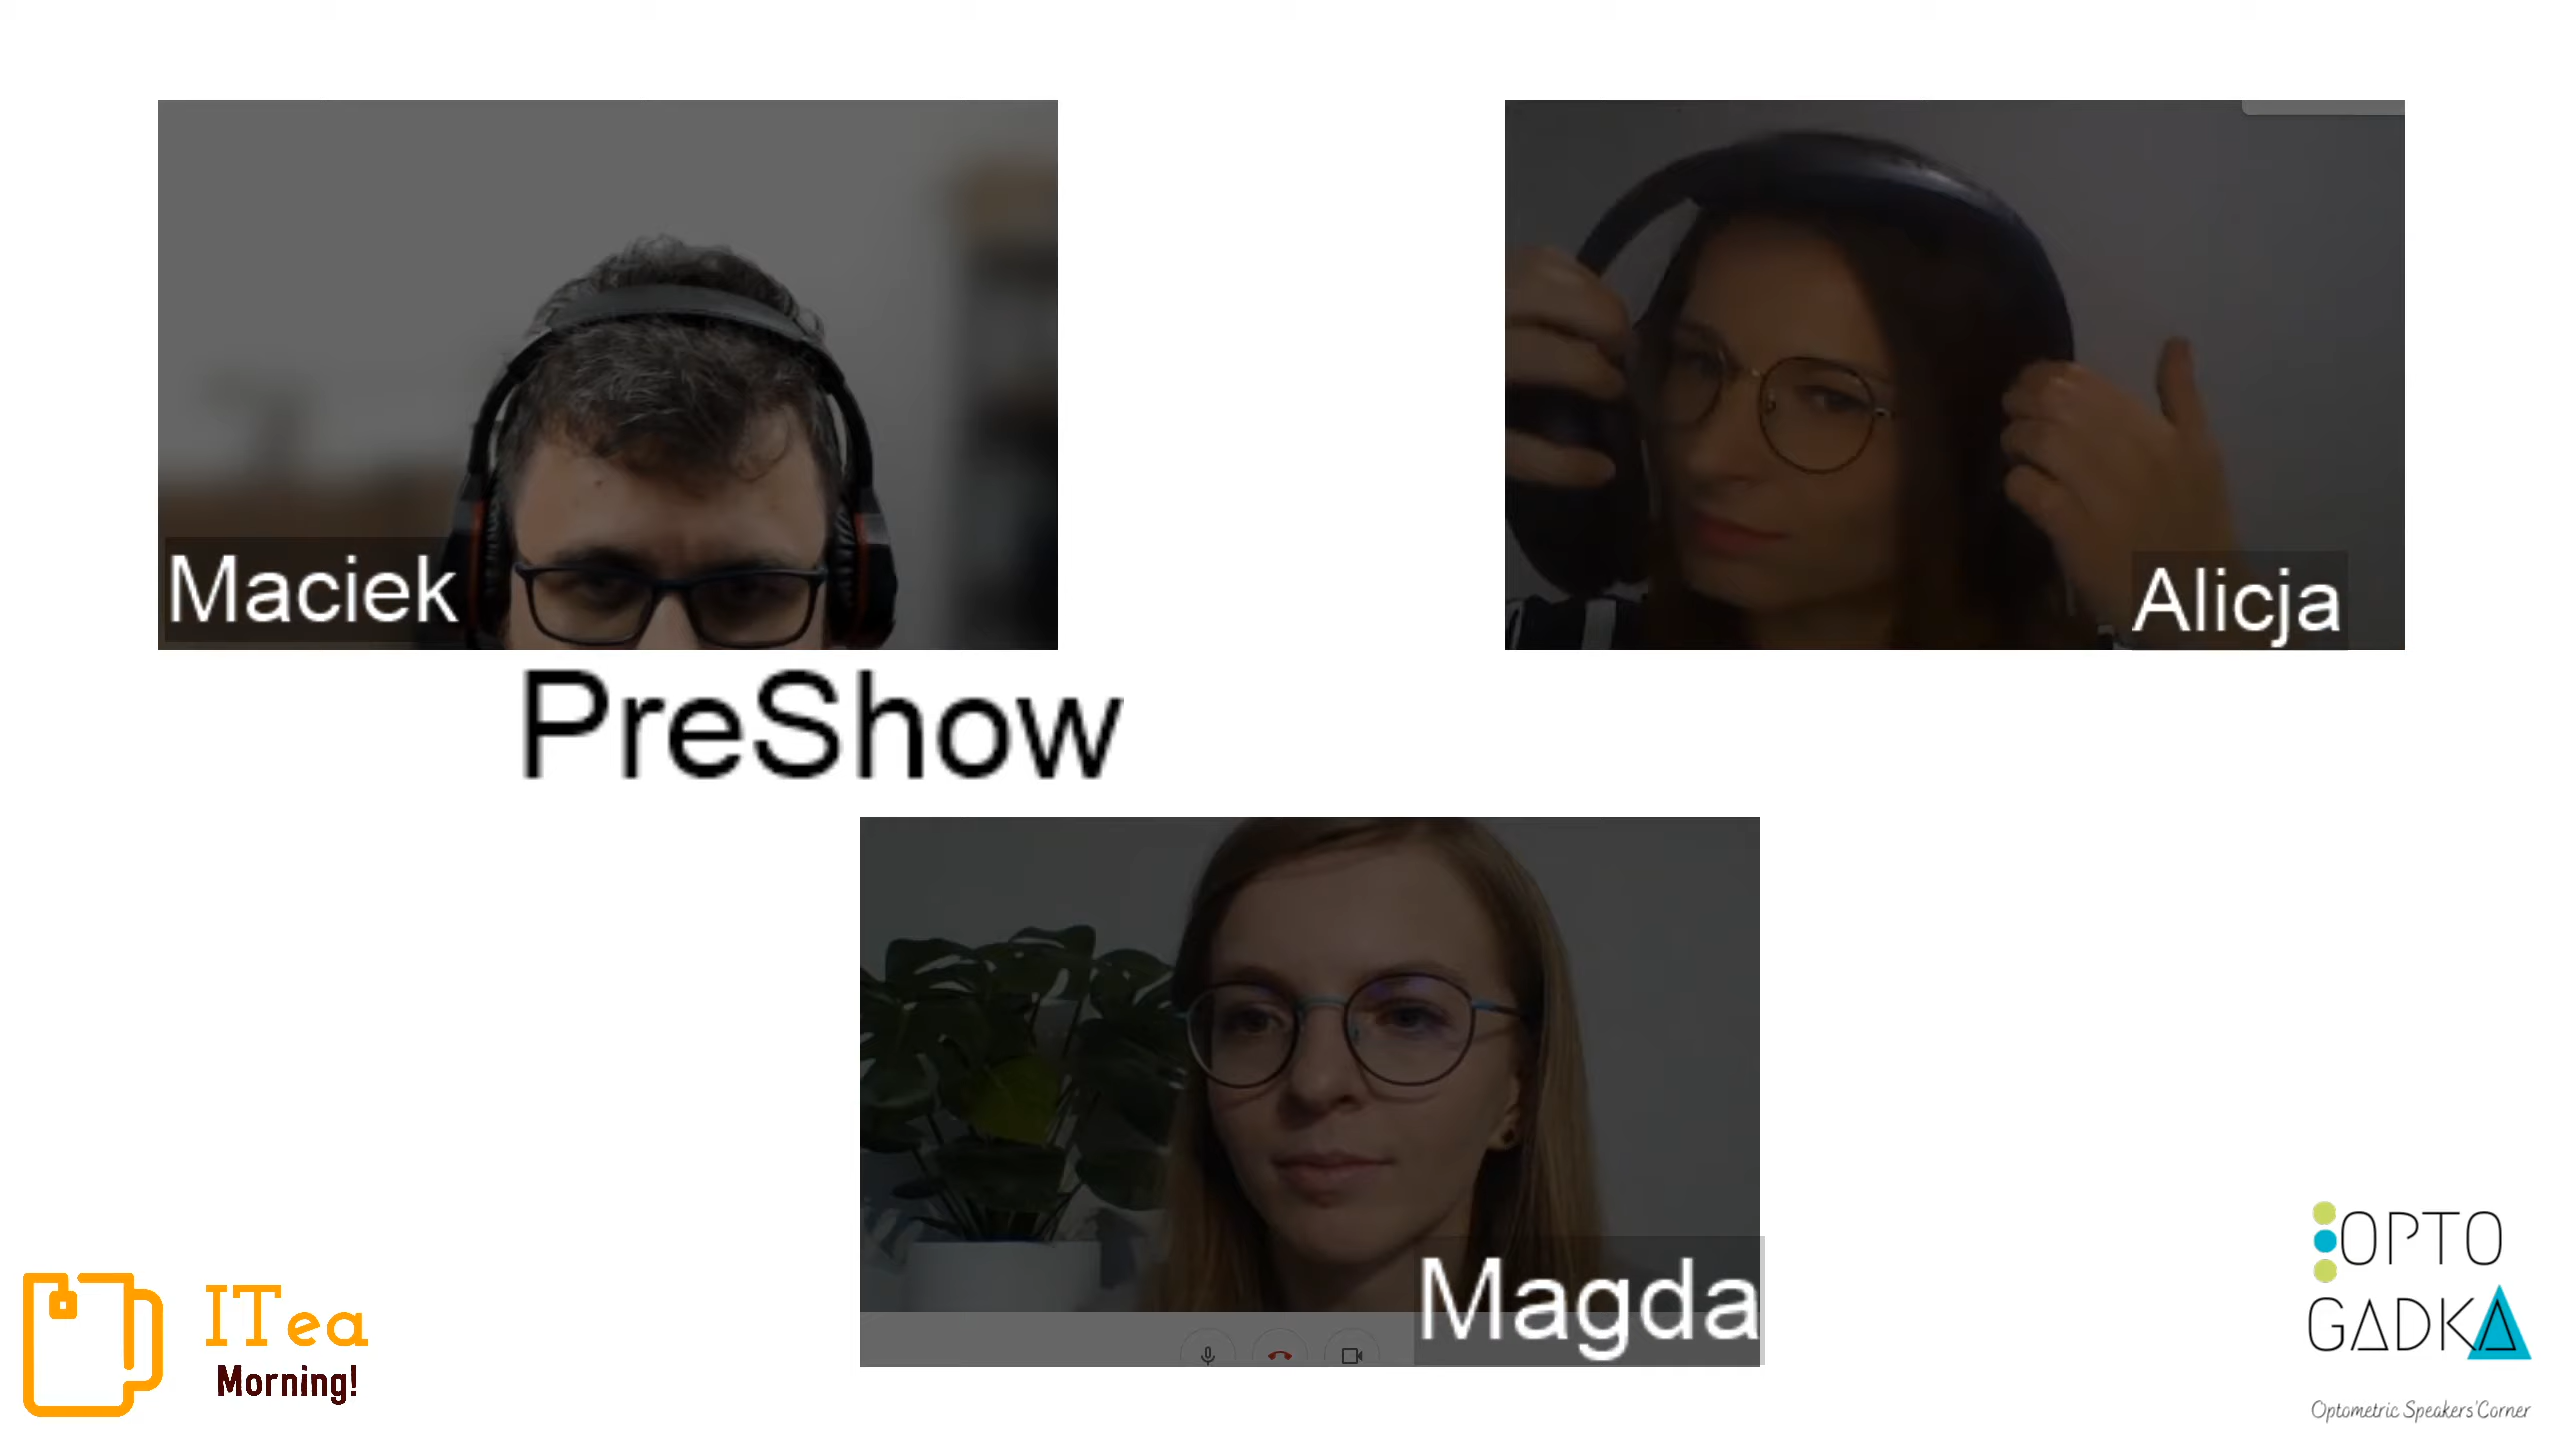 Maciek
Alicja
PreShow
Magda
ITea
Morning!
OPTO
GADKA
Optometric Speakers'Corner